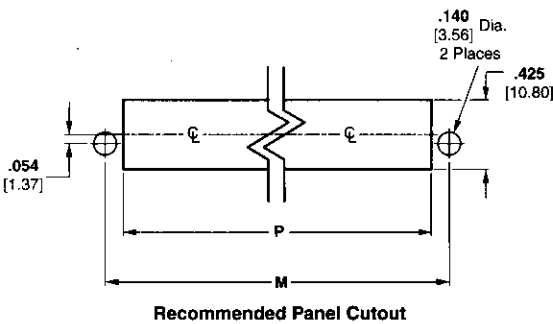 .140
[3.56] Dia.
2 Places
.425
[10.80]
℄ ℄
.054
[1.37]
P
M
Recommended Panel Cutout